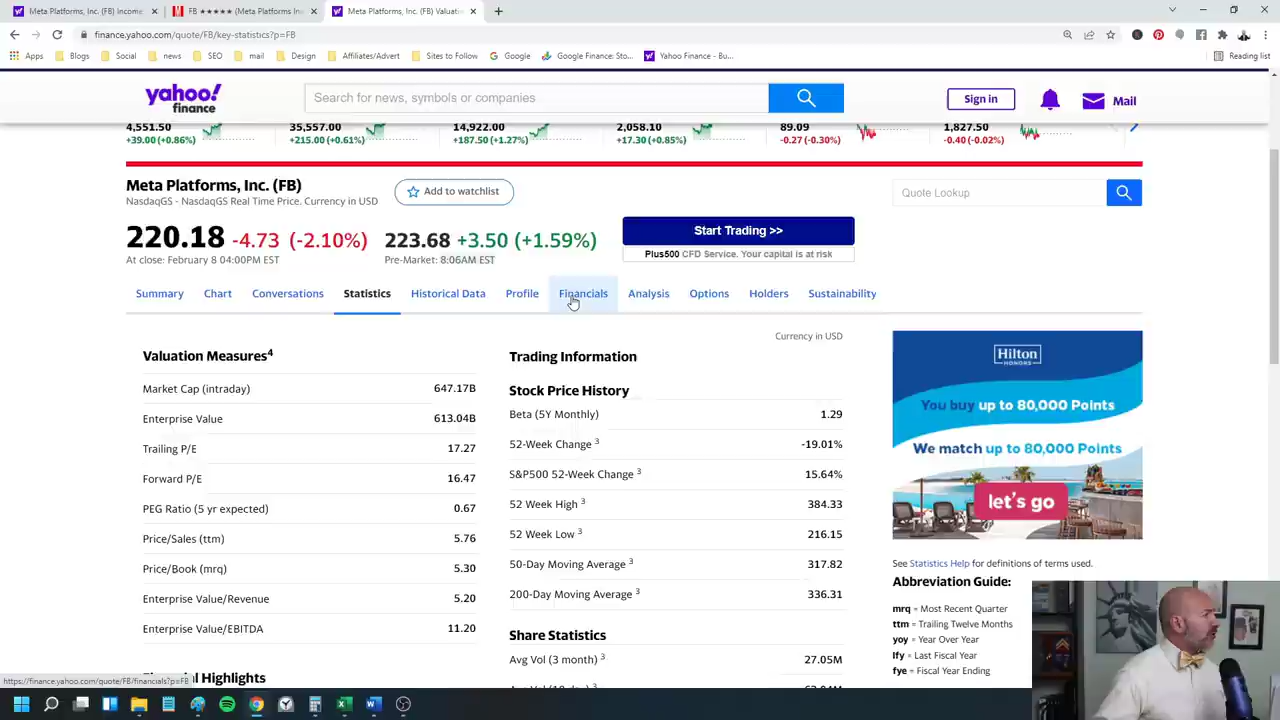 Meta Platforms, Inc. (FB) Income
FB ★★★★★ (Meta Platforms Inc
Meta Platforms, Inc. (FB) Valuati
finance.yahoo.com/quote/FB/key-statistics?p=FB
Apps
Blogs
Social
news
SEO
mail
Design
Affiliates/Advert
Sites to Follow
Google
Google Finance: Sto...
Yahoo Finance - Bu...
Reading list
yahoo!
finance
Search for news, symbols or companies
Sign in
Mail
4,551.50
35,557.00
14,922.00
2,058.10
89.09
1,827.50
+39.00 (+0.86%)
+215.00 (+0.61%)
+187.50 (+1.27%)
+17.30 (+0.85%)
-0.27 (-0.30%)
-0.40 (-0.02%)
Meta Platforms, Inc. (FB)
NasdaqGS - NasdaqGS Real Time Price. Currency in USD
Add to watchlist
Quote Lookup
220.18 -4.73 (-2.10%)
At close: February 8 04:00PM EST
223.68 +3.50 (+1.59%)
Pre-Market: 8:06AM EST
Start Trading >>
Plus500 CFD Service. Your capital is at risk
Summary
Chart
Conversations
Statistics
Historical Data
Profile
Financials
Analysis
Options
Holders
Sustainability
Currency in USD
Valuation Measures4
Market Cap (intraday) 647.17B
Enterprise Value 613.04B
Trailing P/E 17.27
Forward P/E 16.47
PEG Ratio (5 yr expected) 0.67
Price/Sales (ttm) 5.76
Price/Book (mrq) 5.30
Enterprise Value/Revenue 5.20
Enterprise Value/EBITDA 11.20
Financial Highlights
Trading Information
Stock Price History
Beta (5Y Monthly) 1.29
52-Week Change 3 -19.01%
S&P500 52-Week Change 3 15.64%
52 Week High 3 384.33
52 Week Low 3 216.15
50-Day Moving Average 3 317.82
200-Day Moving Average 3 336.31
Share Statistics
Avg Vol (3 month) 3 27.05M
Hilton
HONORS
You buy up to 80,000 Points
We match up to 80,000 Points
let's go
See Statistics Help for definitions of terms used.
Abbreviation Guide:
mrq = Most Recent Quarter
ttm = Trailing Twelve Months
yoy = Year Over Year
lfy = Last Fiscal Year
fye = Fiscal Year Ending
https://finance.yahoo.com/quote/FB/financials?p=FB